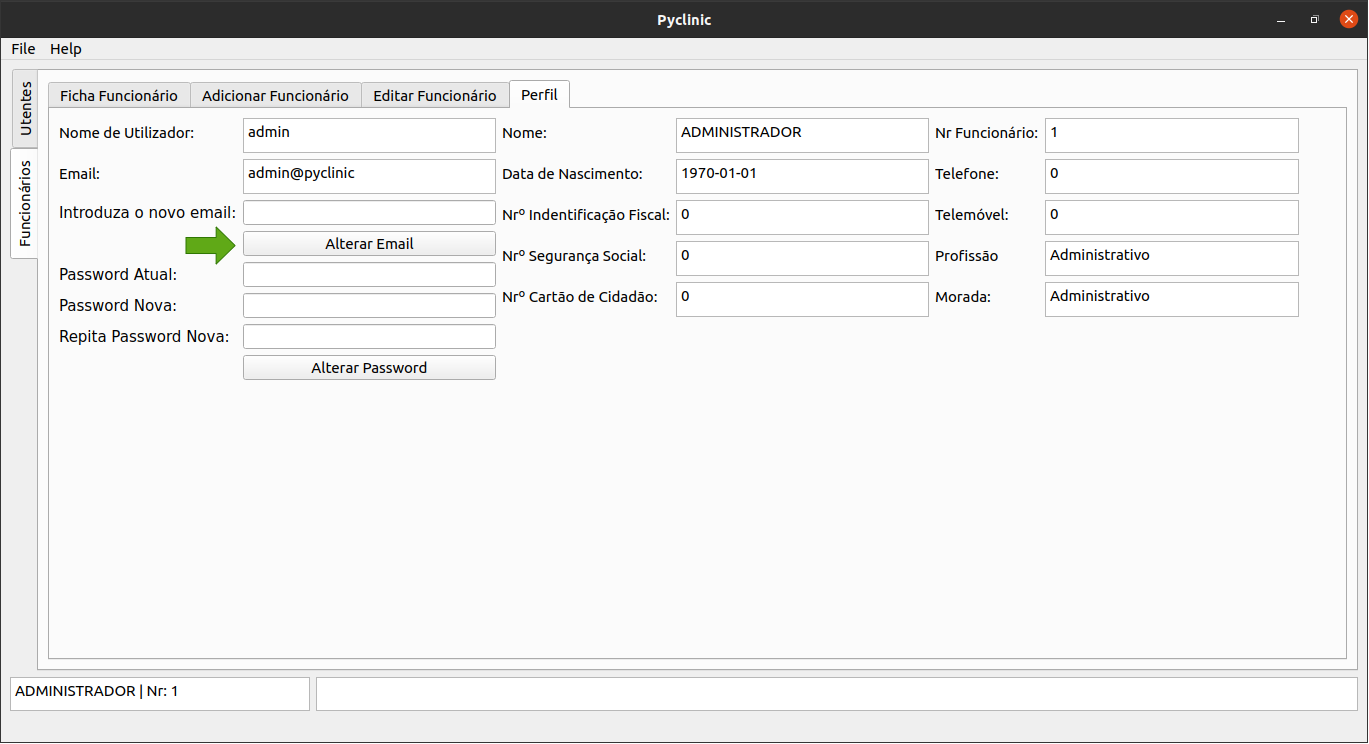 Pyclinic
File Help
Utentes
Funcionários
Ficha Funcionário Adicionar Funcionário Editar Funcionário Perfil
Nome de Utilizador: admin Nome: ADMINISTRADOR Nr Funcionário: 1
Email: admin@pyclinic Data de Nascimento: 1970-01-01 Telefone: 0
Introduza o novo email: Nrº Indentificação Fiscal: 0 Telemóvel: 0
Alterar Email Nrº Segurança Social: 0 Profissão Administrativo
Password Atual:
Password Nova: Nrº Cartão de Cidadão: 0 Morada: Administrativo
Repita Password Nova:
Alterar Password
ADMINISTRADOR | Nr: 1